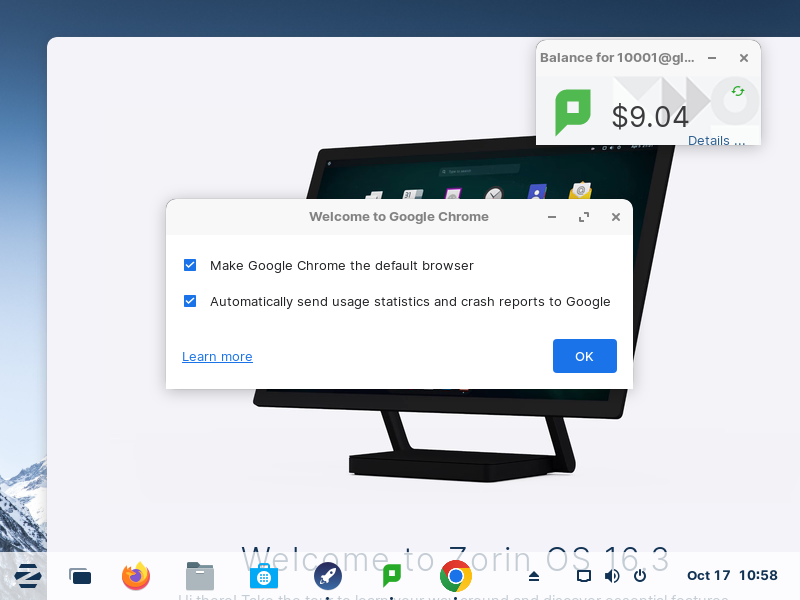 Balance for 10001@gl...
$9.04
Details ...
Welcome to Google Chrome
Make Google Chrome the default browser
Automatically send usage statistics and crash reports to Google
Learn more
OK
Welcome to Zorin OS 16.3
Hi there! Take the tour to learn your way around and discover essential features.
Oct 17 10:58